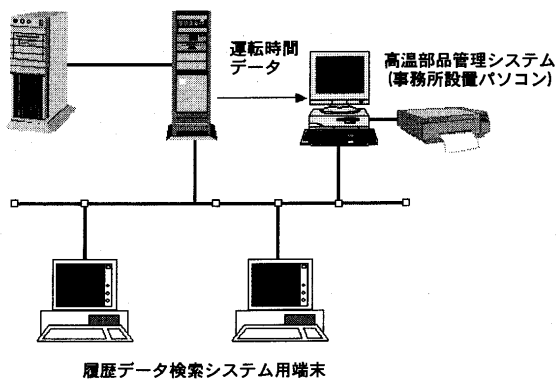 運転時間
データ
高温部品管理システム
(事務所設置パソコン)
履歴データ検索システム用端末